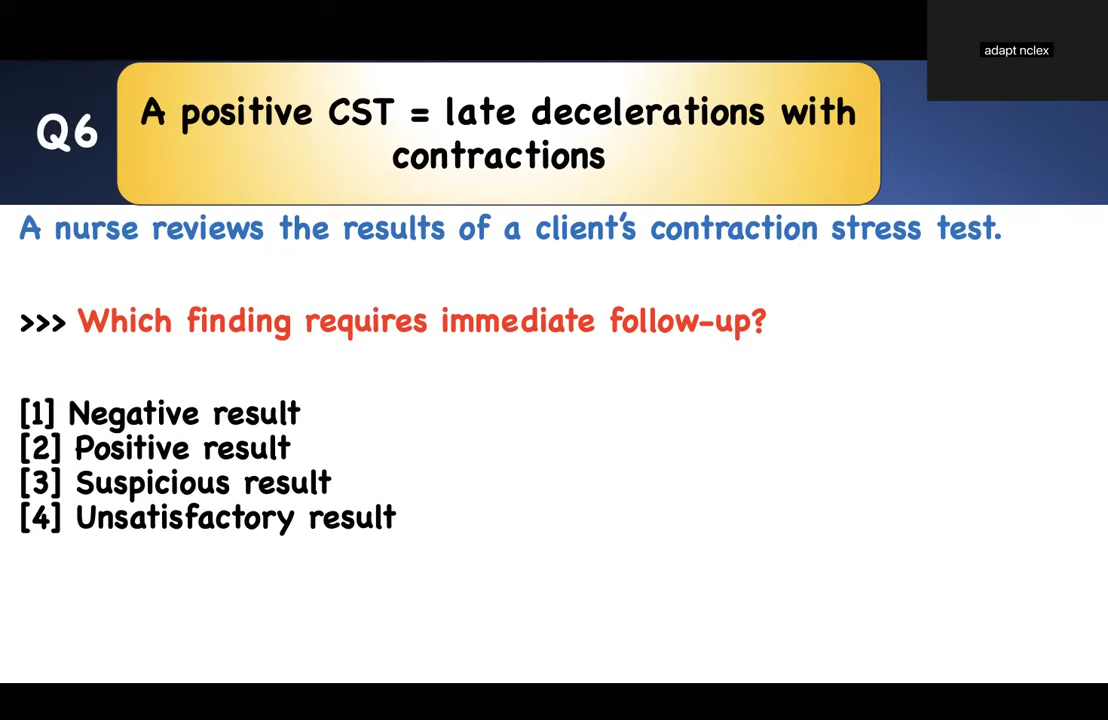 adapt nclex
Q6
A positive CST = late decelerations with
contractions
A nurse reviews the results of a client's contraction stress test.
>>> Which finding requires immediate follow-up?
[1] Negative result
[2] Positive result
[3] Suspicious result
[4] Unsatisfactory result